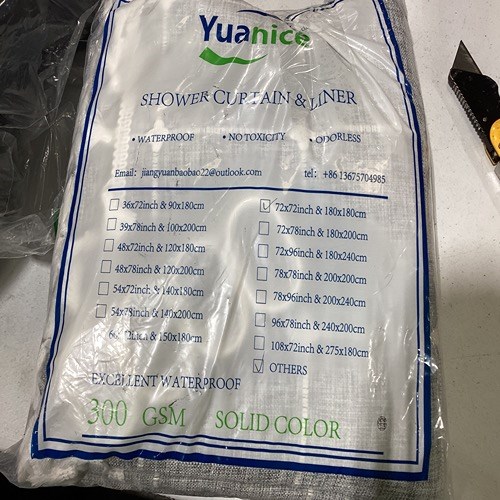 Yuanice
SHOWER CURTAIN & LINER
• WATERPROOF • NO TOXICITY • ODORLESS
Email: jiangyuanbaobao22@outlook.com tel: +86 13675704985
36x72inch & 90x180cm
39x78inch & 100x200cm
48x72inch & 120x180cm
48x78inch & 120x200cm
54x72inch & 140x180cm
54x78inch & 140x200cm
& 150x180cm
72x72inch & 180x180cm
72x78inch & 180x200cm
72x96inch & 180x240cm
78x78inch & 200x200cm
78x96inch & 200x240cm
96x78inch & 240x200cm
108x72inch & 275x180cm
OTHERS
EXCELLENT WATERPROOF
300 GSM SOLID COLOR